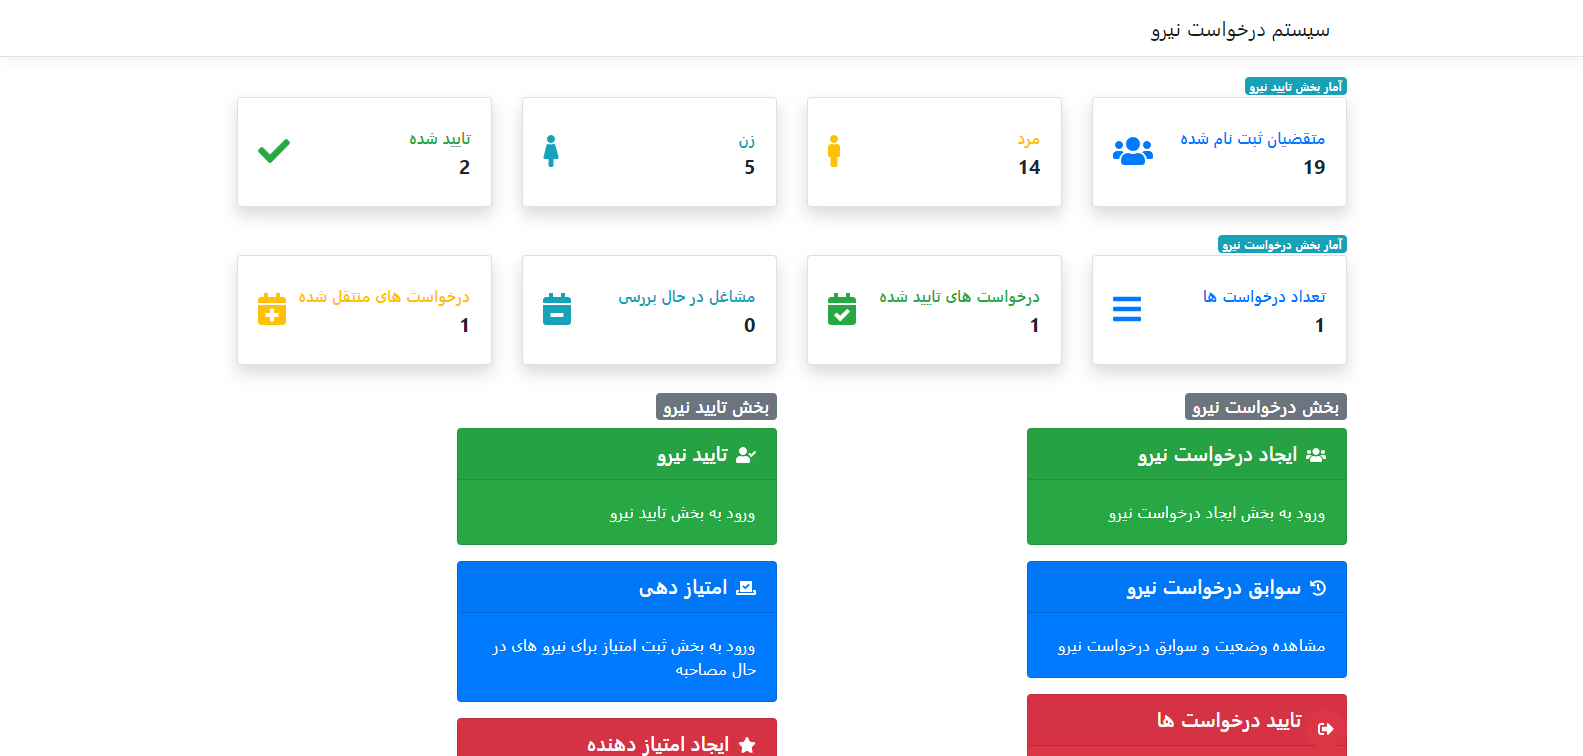 سیستم درخواست نیرو
آمار بخش تایید نیرو
متقضیان ثبت نام شده
19
مرد
14
زن
5
تایید شده
2
آمار بخش درخواست نیرو
تعداد درخواست ها
1
درخواست های تایید شده
1
مشاغل در حال بررسی
0
درخواست های منتقل شده
1
بخش درخواست نیرو
ایجاد درخواست نیرو
ورود به بخش ایجاد درخواست نیرو
سوابق درخواست نیرو
مشاهده وضعیت و سوابق درخواست نیرو
تایید درخواست ها
بخش تایید نیرو
تایید نیرو
ورود به بخش تایید نیرو
امتیاز دهی
ورود به بخش ثبت امتیاز برای نیرو های در
حال مصاحبه
ایجاد امتیاز دهنده